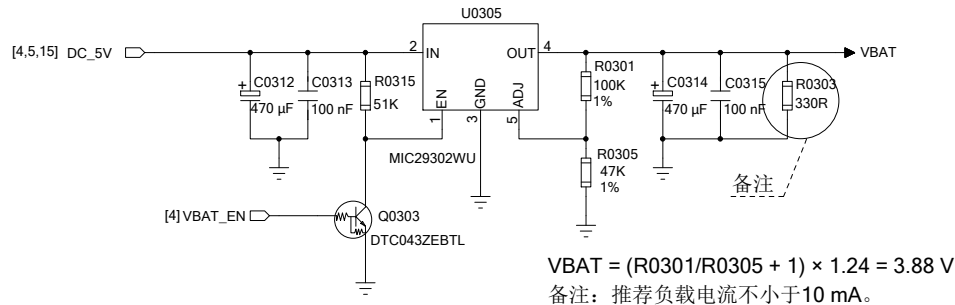 U0305
[4,5,15] DC_5V
2 IN OUT 4
VBAT
EN GND ADJ
1 3 5
MIC29302WU
+ C0312
470 µF
C0313
100 nF
R0315
51K
R0301
100K
1%
R0305
47K
1%
+ C0314
470 µF
C0315
100 nF
R0303
330R
备注
[4] VBAT_EN
Q0303
DTC043ZEBTL
VBAT = (R0301/R0305 + 1) × 1.24 = 3.88 V
备注：推荐负载电流不小于10 mA。